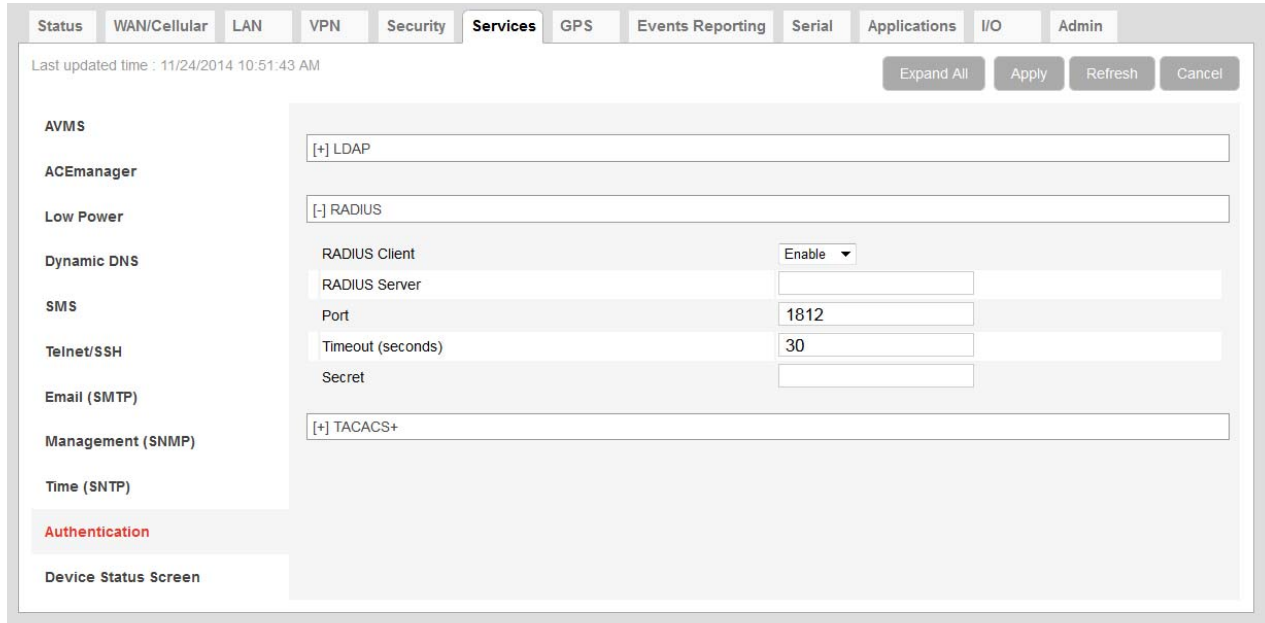 Status WAN/Cellular LAN VPN Security Services GPS Events Reporting Serial Applications I/O Admin
Last updated time : 11/24/2014 10:51:43 AM
Expand All Apply Refresh Cancel
AVMS
ACEmanager
Low Power
Dynamic DNS
SMS
Telnet/SSH
Email (SMTP)
Management (SNMP)
Time (SNTP)
Authentication
Device Status Screen
[+] LDAP
[-] RADIUS
RADIUS Client Enable
RADIUS Server
Port 1812
Timeout (seconds) 30
Secret
[+] TACACS+